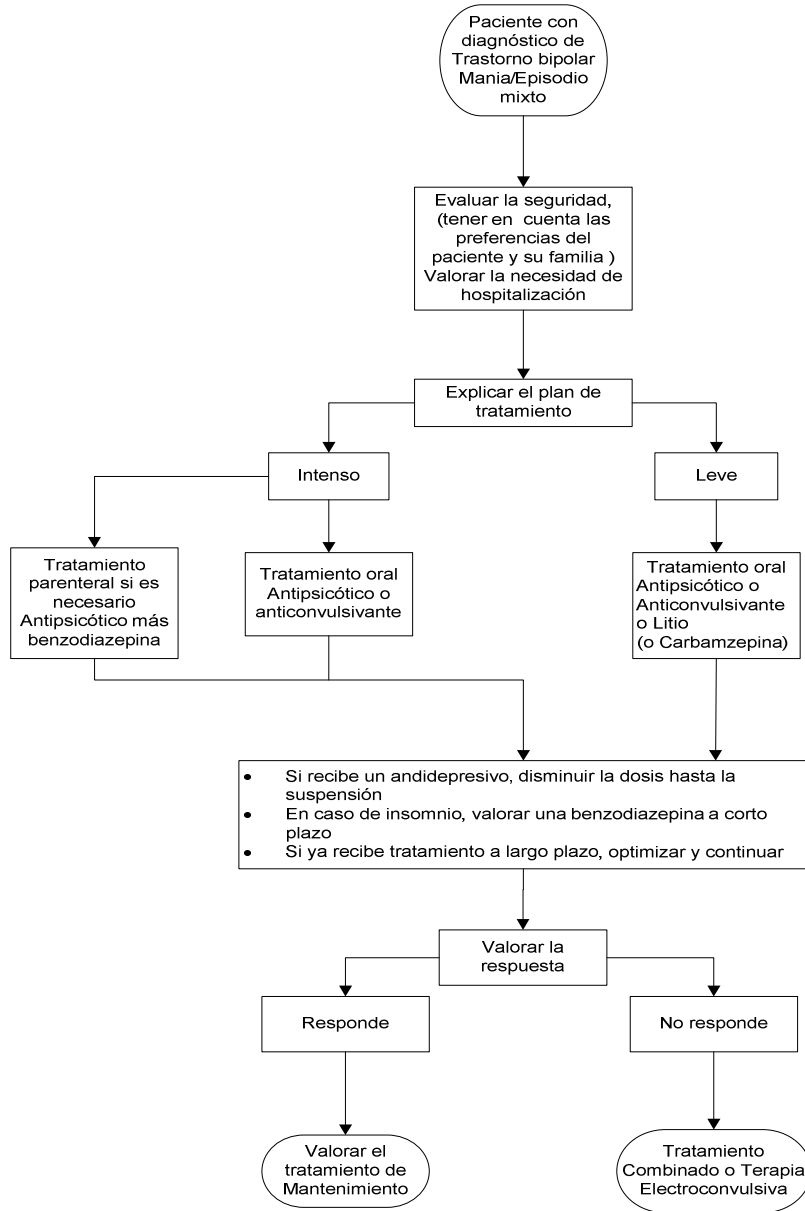 Paciente con
diagnóstico de
Trastorno bipolar
Mania/Episodio
mixto
Evaluar la seguridad,
(tener en cuenta las
preferencias del
paciente y su familia )
Valorar la necesidad de
hospitalización
Explicar el plan de
tratamiento
Intenso
Leve
Tratamiento
parenteral si es
necesario
Antipsicótico más
benzodiazepina
Tratamiento oral
Antipsicótico o
anticonvulsivante
Tratamiento oral
Antipsicótico o
Anticonvulsivante
o Litio
(o Carbamzepina)
• Si recibe un andidepresivo, disminuir la dosis hasta la
suspensión
• En caso de insomnio, valorar una benzodiazepina a corto
plazo
• Si ya recibe tratamiento a largo plazo, optimizar y continuar
Valorar la
respuesta
Responde
No responde
Valorar el
tratamiento de
Mantenimiento
Tratamiento
Combinado o Terapia
Electroconvulsiva